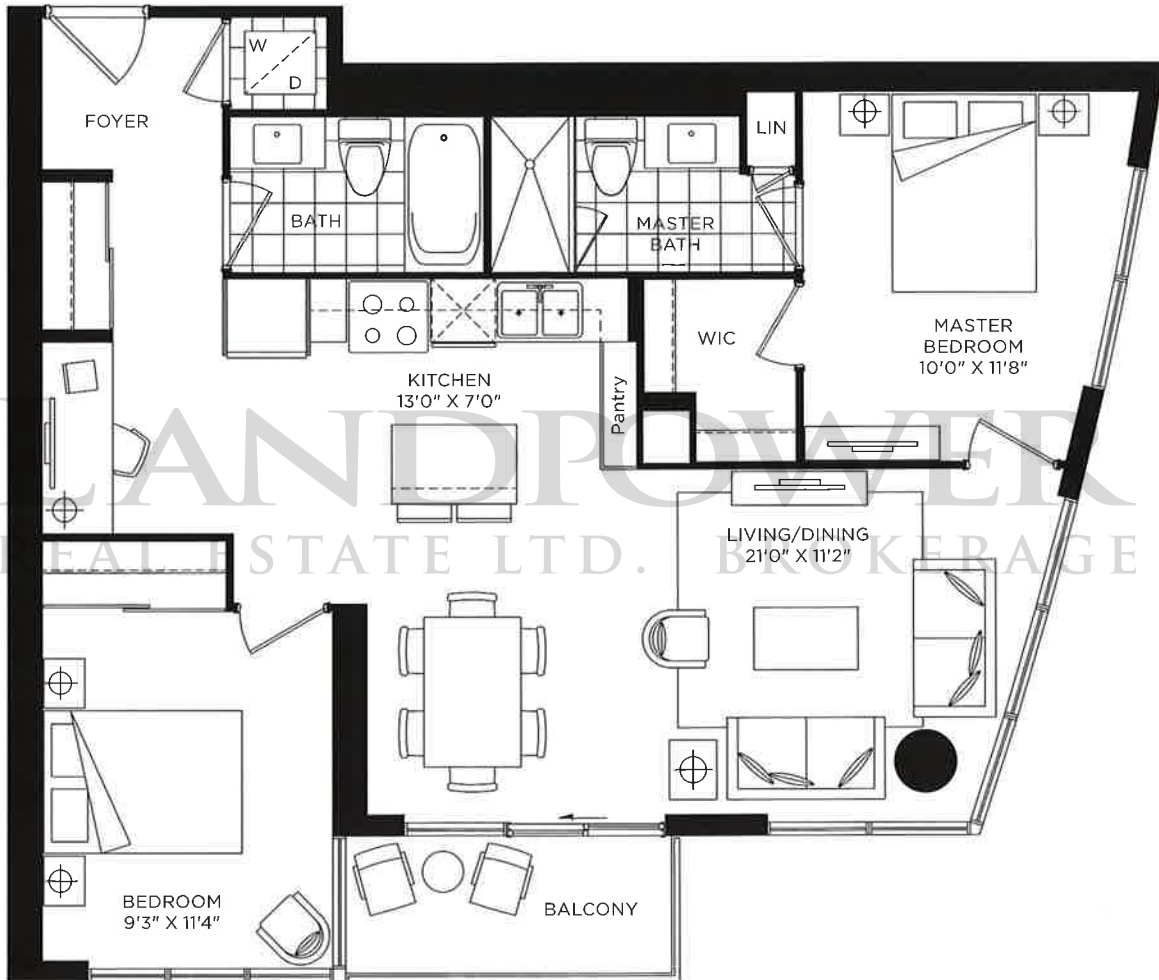 W
D
FOYER
LIN
BATH
MASTER
BATH
MASTER
BEDROOM
10'0" X 11'8"
WIC
KITCHEN
13'0" X 7'0"
Pantry
LANDPOWER
REAL ESTATE LTD. BROKERAGE
LIVING/DINING
21'0" X 11'2"
BEDROOM
9'3" X 11'4"
BALCONY